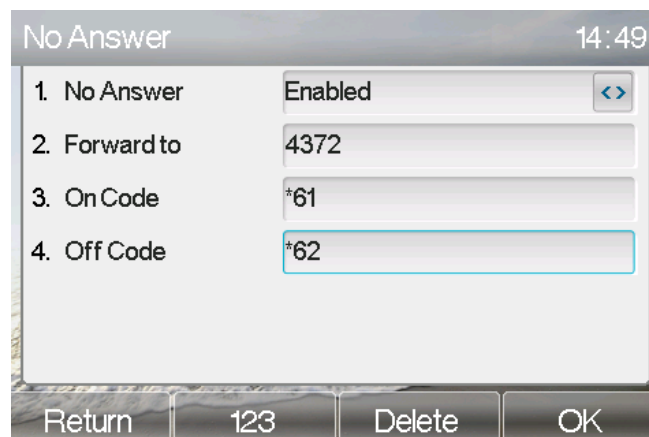 No Answer 14:49
1. No Answer Enabled <>
2. Forward to 4372
3. On Code *61
4. Off Code *62
Return 123 Delete OK